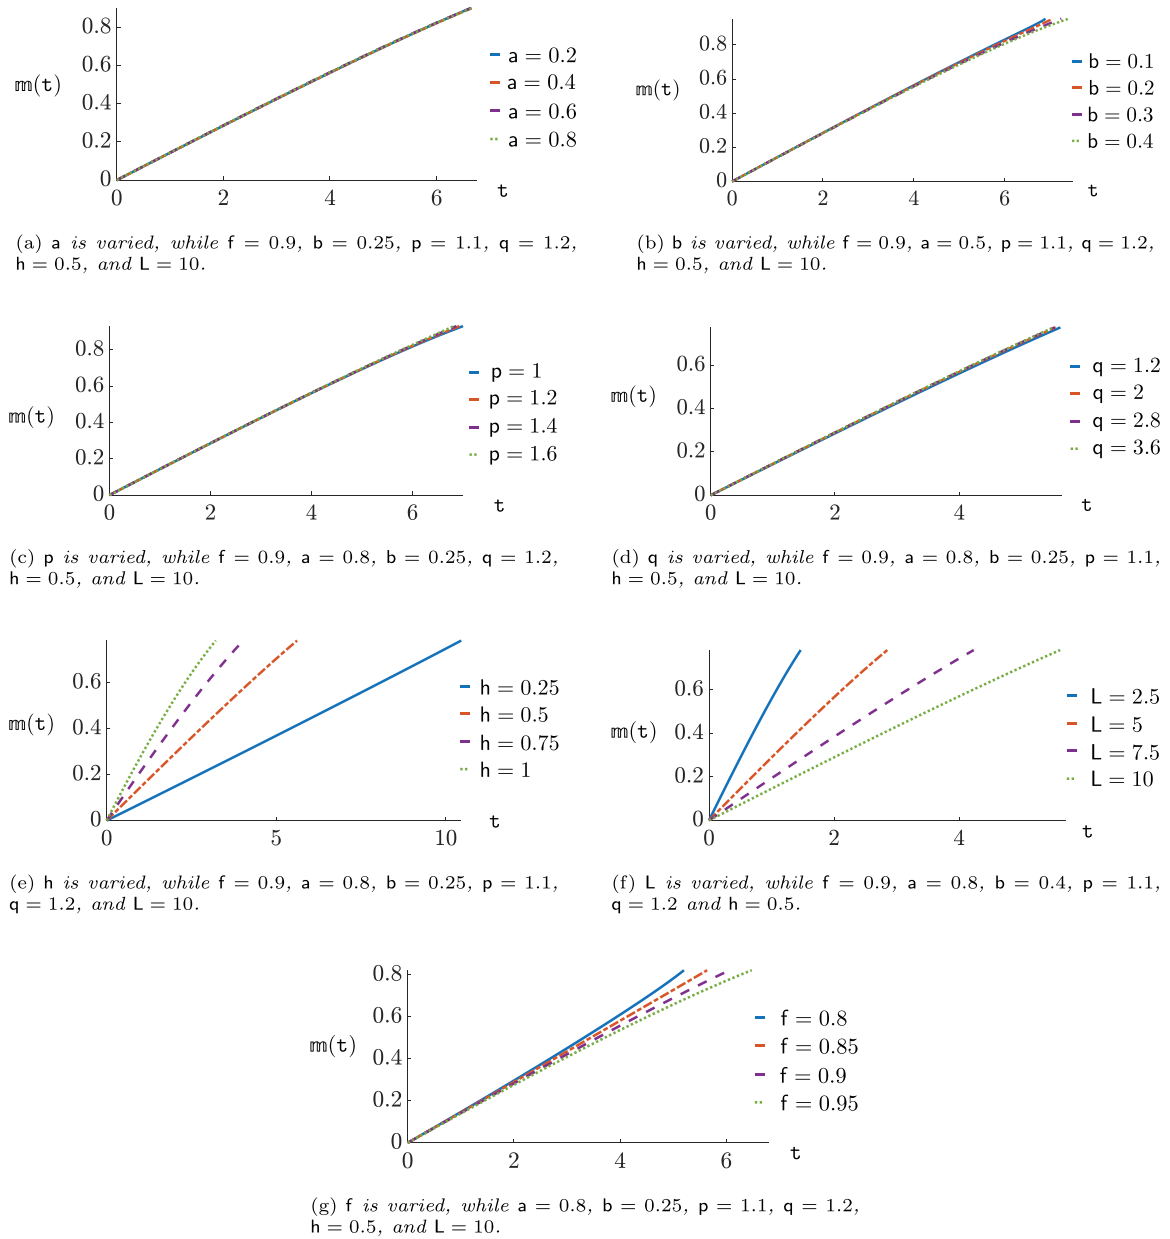 0.8
0.6
𝕞(t)
0.4
0.2
0
0 2 4 6
t
a = 0.2
a = 0.4
a = 0.6
a = 0.8
(a) a is varied, while f = 0.9, b = 0.25, p = 1.1, q = 1.2,
h = 0.5, and L = 10.
0.8
0.6
𝕞(t)
0.4
0.2
0
0 2 4 6
t
b = 0.1
b = 0.2
b = 0.3
b = 0.4
(b) b is varied, while f = 0.9, a = 0.5, p = 1.1, q = 1.2,
h = 0.5, and L = 10.
0.8
0.6
𝕞(t)
0.4
0.2
0
0 2 4 6
t
p = 1
p = 1.2
p = 1.4
p = 1.6
(c) p is varied, while f = 0.9, a = 0.8, b = 0.25, q = 1.2,
h = 0.5, and L = 10.
0.6
𝕞(t)
0.4
0.2
0
0 2 4
t
q = 1.2
q = 2
q = 2.8
q = 3.6
(d) q is varied, while f = 0.9, a = 0.8, b = 0.25, p = 1.1,
h = 0.5, and L = 10.
0.6
𝕞(t)
0.4
0.2
0
0 5 10
t
h = 0.25
h = 0.5
h = 0.75
h = 1
(e) h is varied, while f = 0.9, a = 0.8, b = 0.25, p = 1.1,
q = 1.2, and L = 10.
0.6
𝕞(t)
0.4
0.2
0
0 2 4
t
L = 2.5
L = 5
L = 7.5
L = 10
(f) L is varied, while f = 0.9, a = 0.8, b = 0.4, p = 1.1,
q = 1.2 and h = 0.5.
0.8
0.6
𝕞(t)
0.4
0.2
0
0 2 4 6
t
f = 0.8
f = 0.85
f = 0.9
f = 0.95
(g) f is varied, while a = 0.8, b = 0.25, p = 1.1, q = 1.2,
h = 0.5, and L = 10.